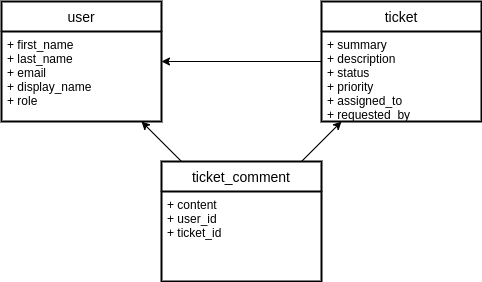 user
+ first_name
+ last_name
+ email
+ display_name
+ role
ticket
+ summary
+ description
+ status
+ priority
+ assigned_to
+ requested_by
ticket_comment
+ content
+ user_id
+ ticket_id